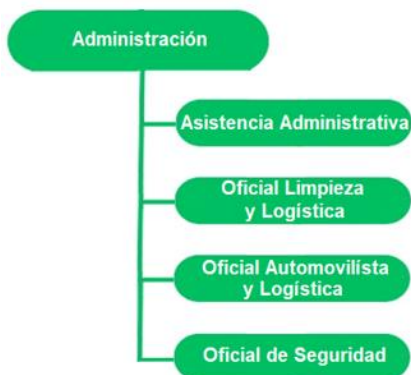 Administración
Asistencia Administrativa
Oficial Limpieza
y Logística
Oficial Automovilísta
y Logística
Oficial de Seguridad